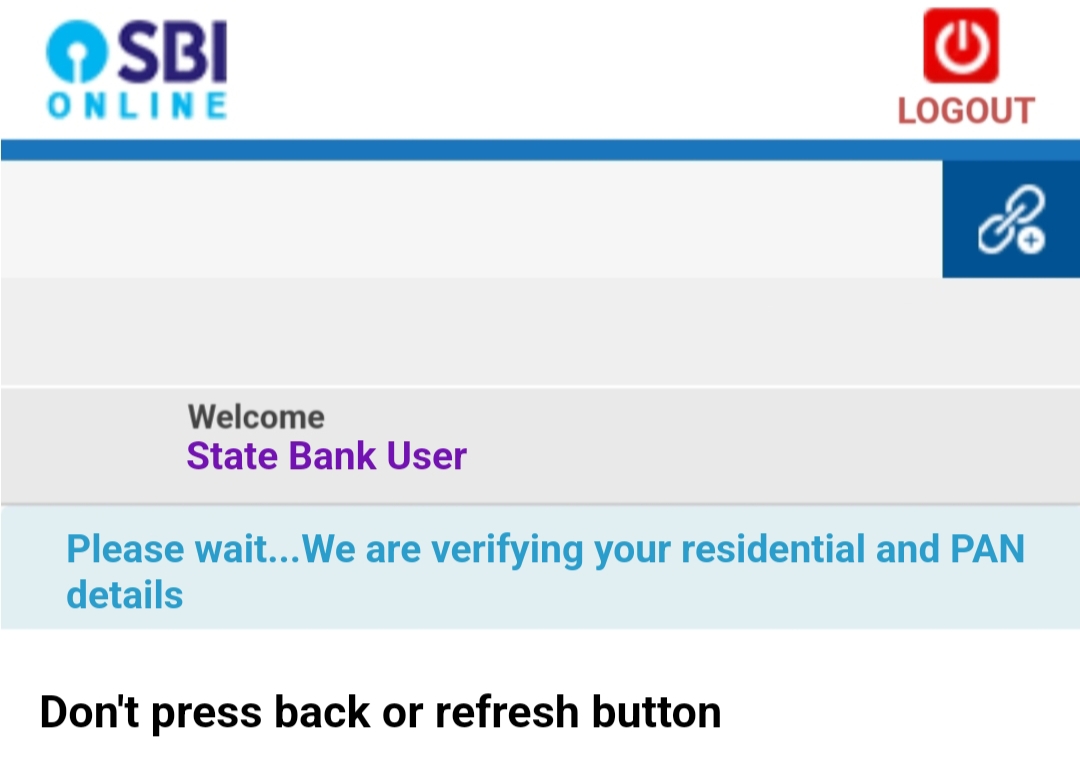 SBI
ONLINE
LOGOUT
Welcome
State Bank User
Please wait...We are verifying your residential and PAN
details
Don't press back or refresh button